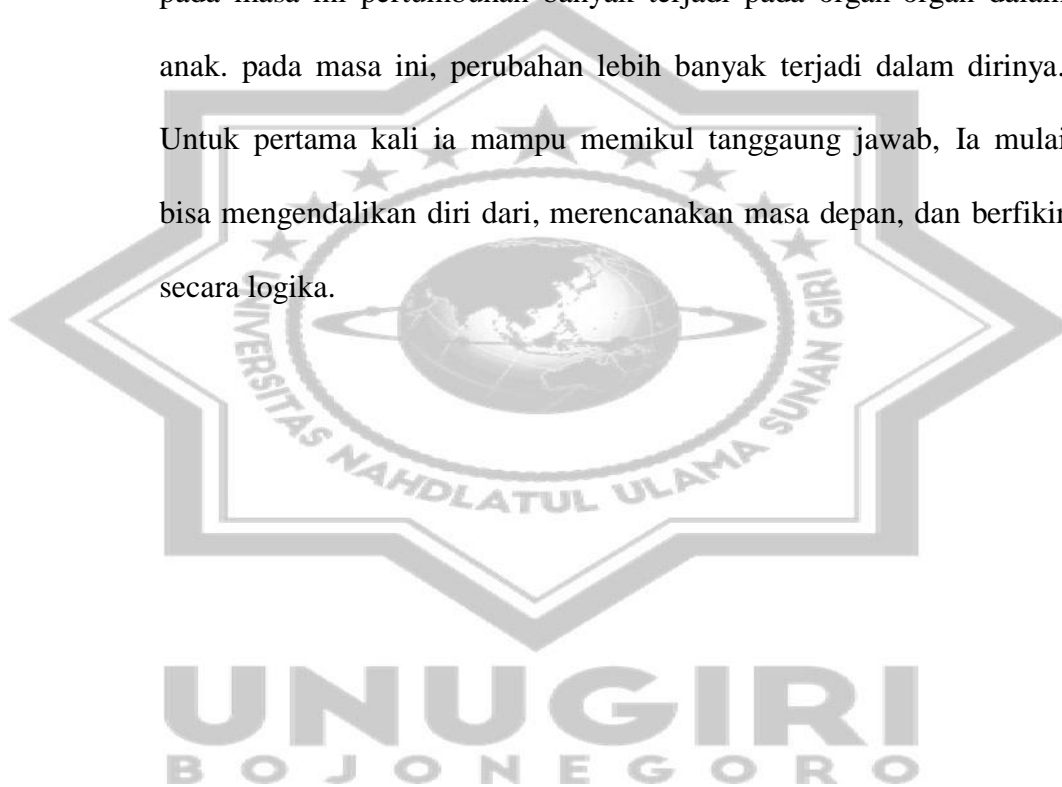 anak. pada masa ini, perubahan lebih banyak terjadi dalam dirinya.
Untuk pertama kali ia mampu memikul tanggaung jawab, Ia mulai
bisa mengendalikan diri dari, merencanakan masa depan, dan berfikir
secara logika.
UNIVERSITAS NAHDLATUL ULAMA SUNAN GIRI
UNUGIRI
BOJONEGORO